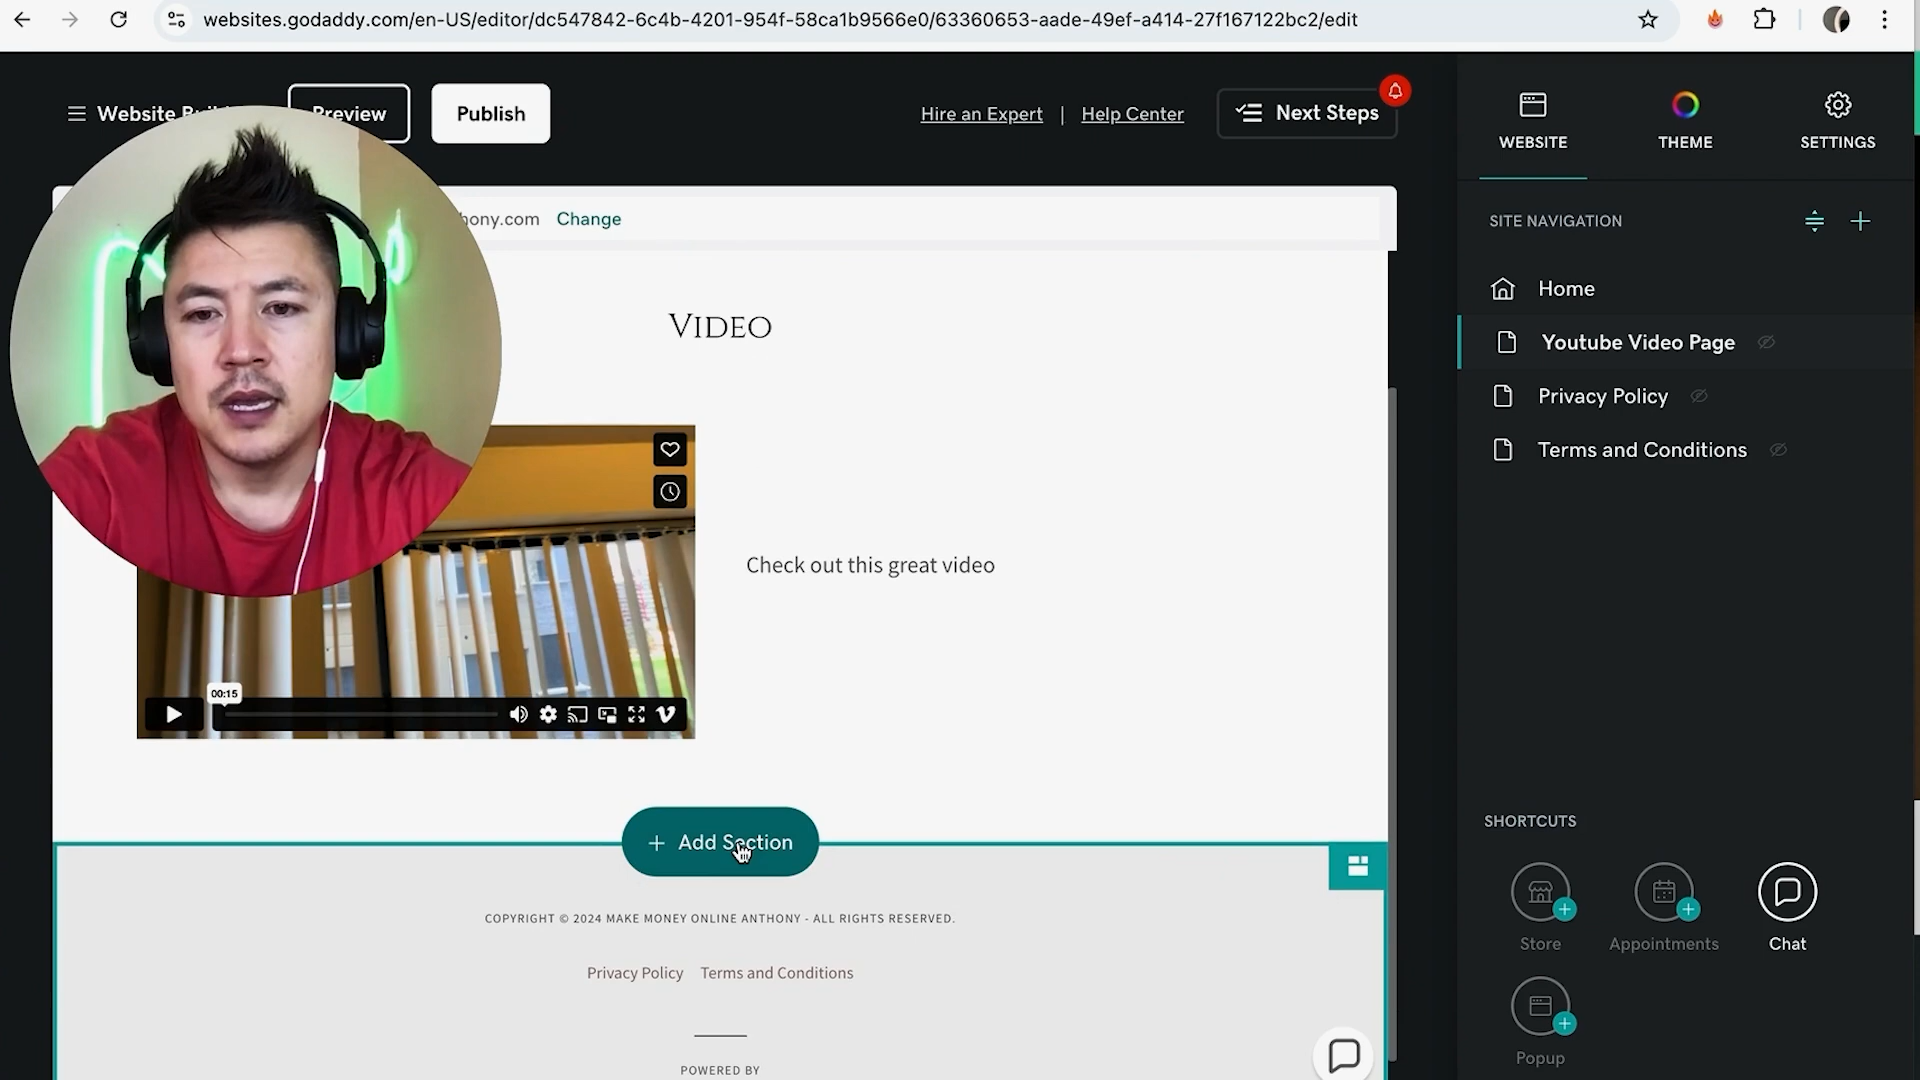 websites.godaddy.com/en-US/editor/dc547842-6c4b-4201-954f-58ca1b9566e0/63360653-aade-49ef-a414-27f167122bc2/edit
Website
Preview
Publish
Hire an Expert | Help Center
Next Steps
WEBSITE
THEME
SETTINGS
hony.com Change
SITE NAVIGATION
Home
Youtube Video Page
Privacy Policy
Terms and Conditions
VIDEO
Check out this great video
00:15
+ Add Section
COPYRIGHT © 2024 MAKE MONEY ONLINE ANTHONY - ALL RIGHTS RESERVED.
Privacy Policy Terms and Conditions
POWERED BY
SHORTCUTS
Store
Appointments
Chat
Popup